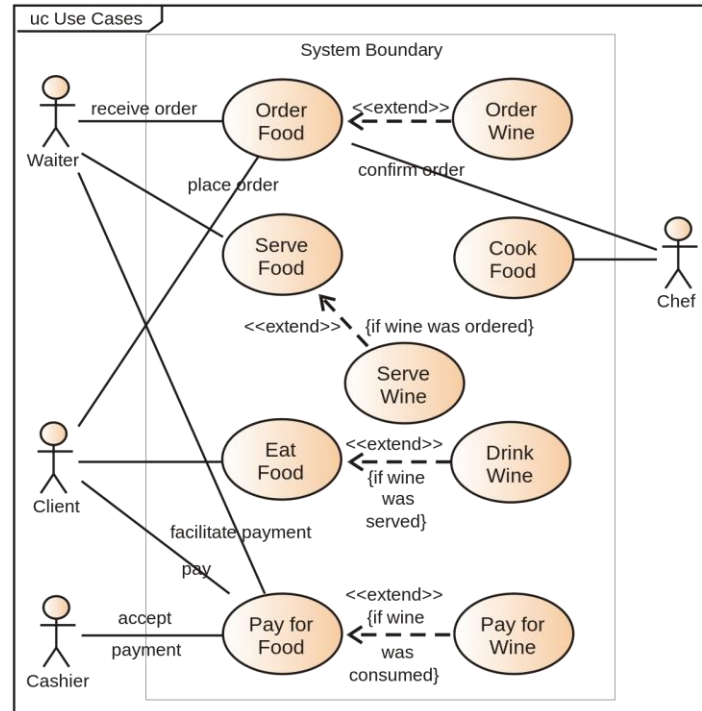 uc Use Cases
System Boundary
receive order
Order
Food
<<extend>>
Order
Wine
Waiter
place order
confirm order
Serve
Food
Cook
Food
Chef
<<extend>>
{if wine was ordered}
Serve
Wine
Eat
Food
<<extend>>
{if wine
was
served}
Drink
Wine
Client
facilitate payment
pay
accept
payment
Pay for
Food
<<extend>>
{if wine
was
consumed}
Pay for
Wine
Cashier